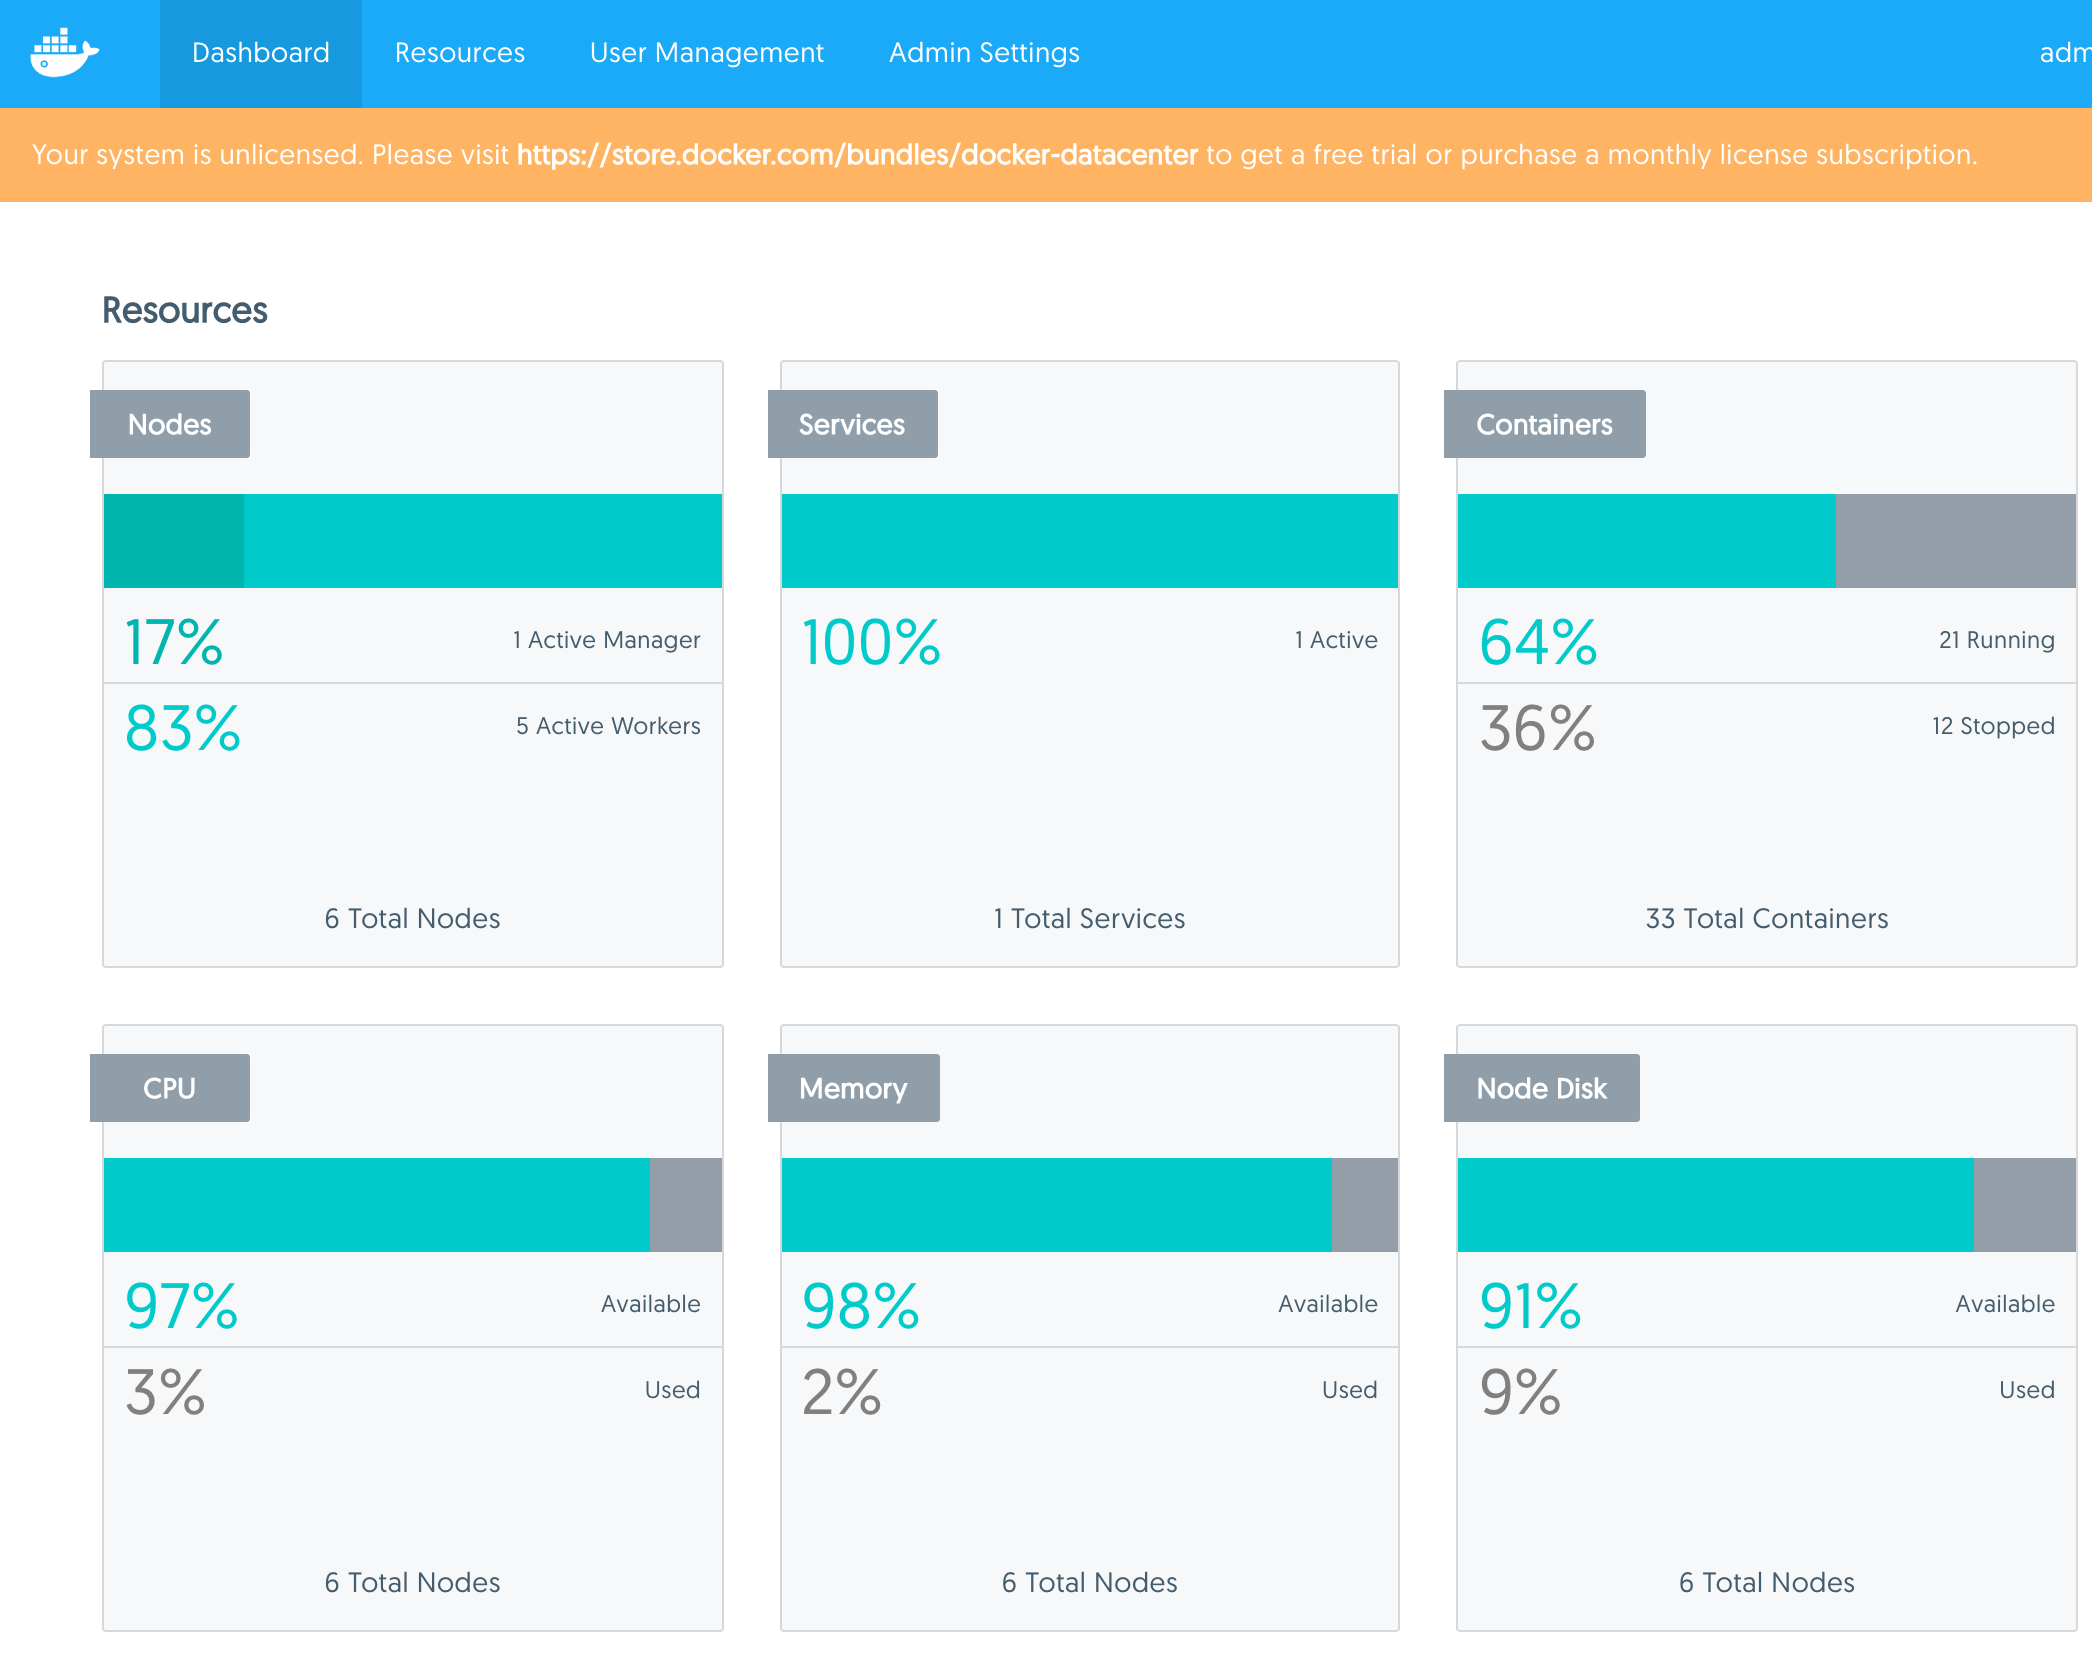 Dashboard Resources User Management Admin Settings adm
Your system is unlicensed. Please visit https://store.docker.com/bundles/docker-datacenter to get a free trial or purchase a monthly license subscription.
Resources
Nodes
17% 1 Active Manager
83% 5 Active Workers
6 Total Nodes
Services
100% 1 Active
1 Total Services
Containers
64% 21 Running
36% 12 Stopped
33 Total Containers
CPU
97% Available
3% Used
6 Total Nodes
Memory
98% Available
2% Used
6 Total Nodes
Node Disk
91% Available
9% Used
6 Total Nodes